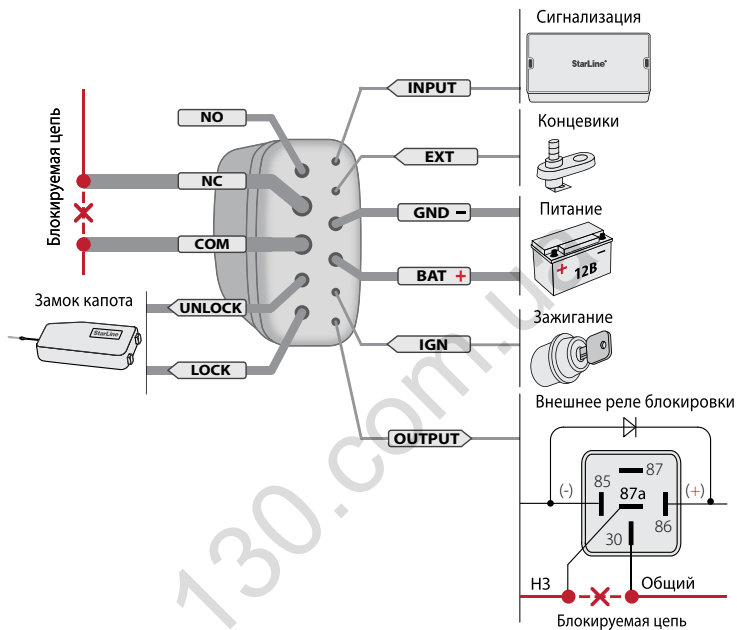 Сигнализация
StarLine
INPUT
NO
Концевики
EXT
Блокируемая цепь
NC
GND –
Питание
COM
BAT +
+ 12В –
Замок капота
StarLine
UNLOCK
Зажигание
IGN
LOCK
Внешнее реле блокировки
OUTPUT
87
85
87a
(-)
(+)
86
30
НЗ
Общий
Блокируемая цепь
130.com.ua